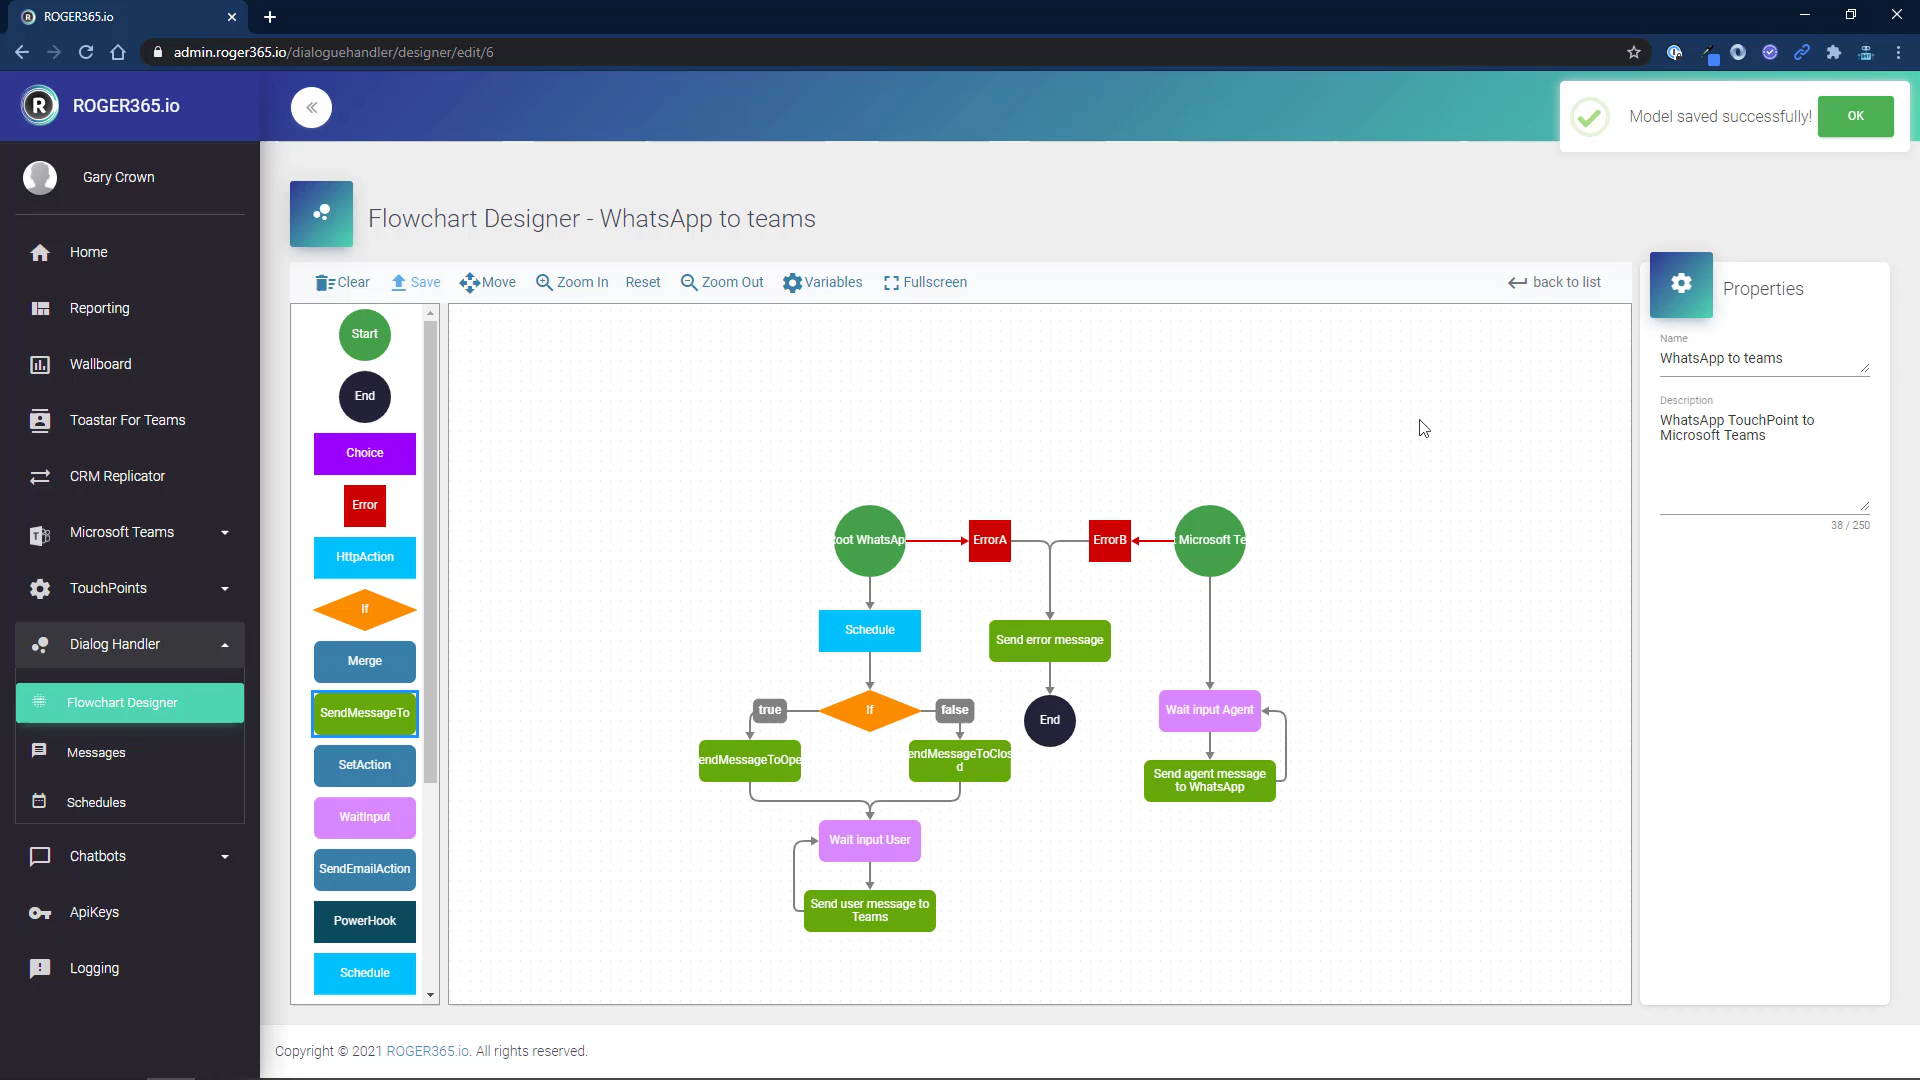 ROGER365.io
admin.roger365.io/dialoguehandler/designer/edit/6
R ROGER365.io
Model saved successfully! OK
Gary Crown
Home
Reporting
Wallboard
Toastar For Teams
CRM Replicator
Microsoft Teams
TouchPoints
Dialog Handler
Flowchart Designer
Messages
Schedules
Chatbots
ApiKeys
Logging
Flowchart Designer - WhatsApp to teams
Clear Save Move Zoom In Reset Zoom Out Variables Fullscreen back to list
Start
End
Choice
Error
HttpAction
If
Merge
SendMessageTo
SetAction
WaitInput
SendEmailAction
PowerHook
Schedule
oot WhatsAp
ErrorA
ErrorB
Microsoft Te
Schedule
Send error message
true
If
false
End
Wait input Agent
endMessageToOpe
endMessageToClos
d
Send agent message
to WhatsApp
Wait input User
Send user message to
Teams
Properties
Name
WhatsApp to teams
Description
WhatsApp TouchPoint to
Microsoft Teams
38 / 250
Copyright © 2021 ROGER365.io. All rights reserved.